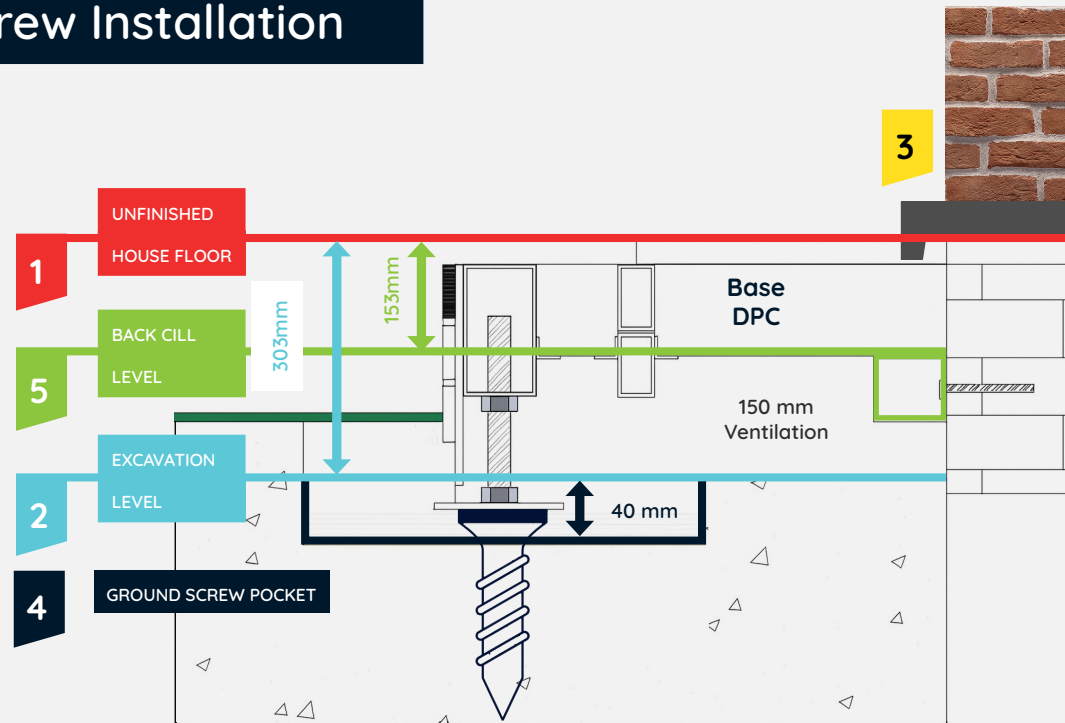 rew Installation
3
UNFINISHED
HOUSE FLOOR
1
303mm
153mm
Base
DPC
BACK CILL
LEVEL
5
150 mm
Ventilation
EXCAVATION
LEVEL
2
40 mm
4
GROUND SCREW POCKET